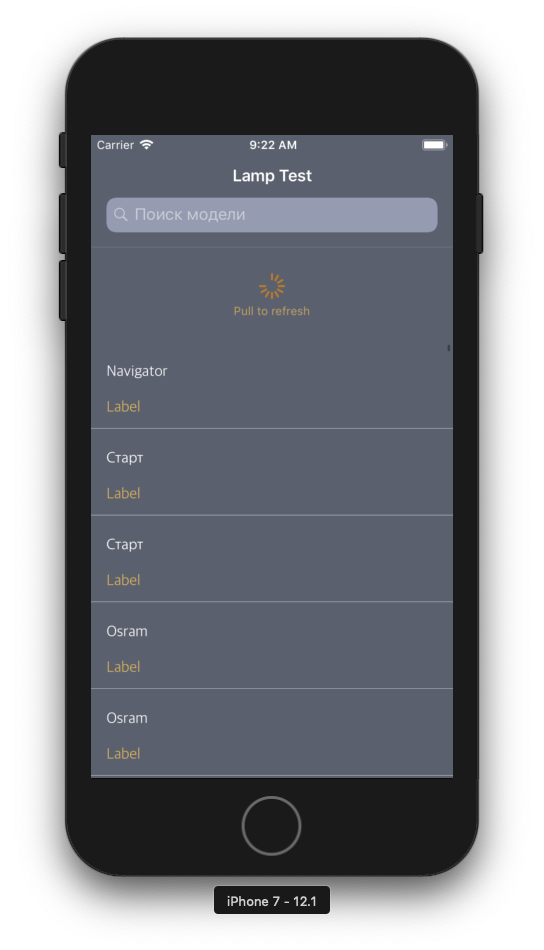 Carrier 9:22 AM
Lamp Test
Поиск модели
Pull to refresh
Navigator
Label
Старт
Label
Старт
Label
Osram
Label
Osram
Label
iPhone 7 - 12.1